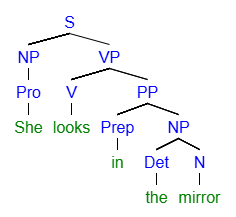 S
NP VP
Pro V PP
She looks Prep NP
in Det N
the mirror